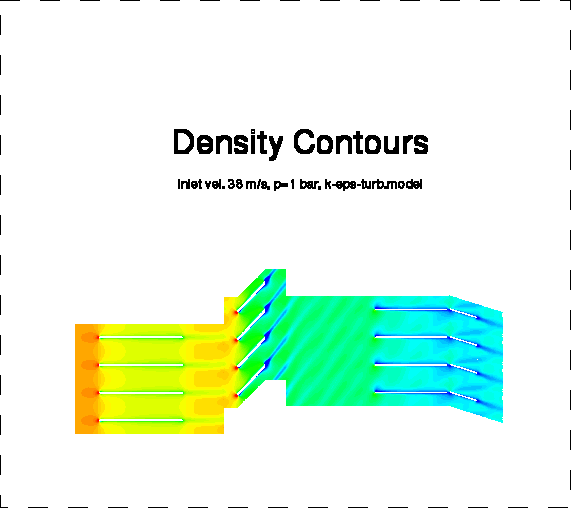 Density Contours
Inlet vel. 38 m/s, p=1 bar, k-eps-turb.model